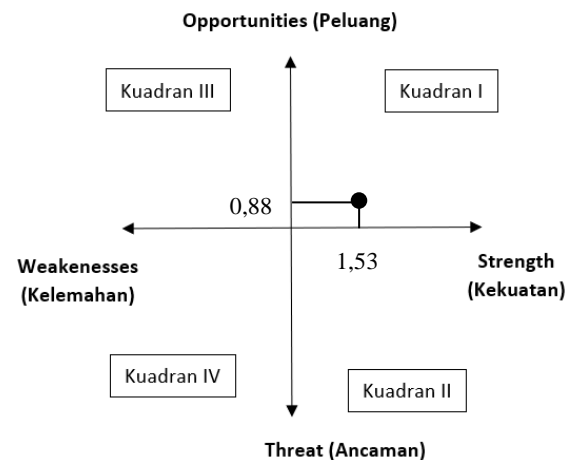 Opportunities (Peluang)
Kuadran III
Kuadran I
0,88
1,53
Weakenesses
(Kelemahan)
Strength
(Kekuatan)
Kuadran IV
Kuadran II
Threat (Ancaman)